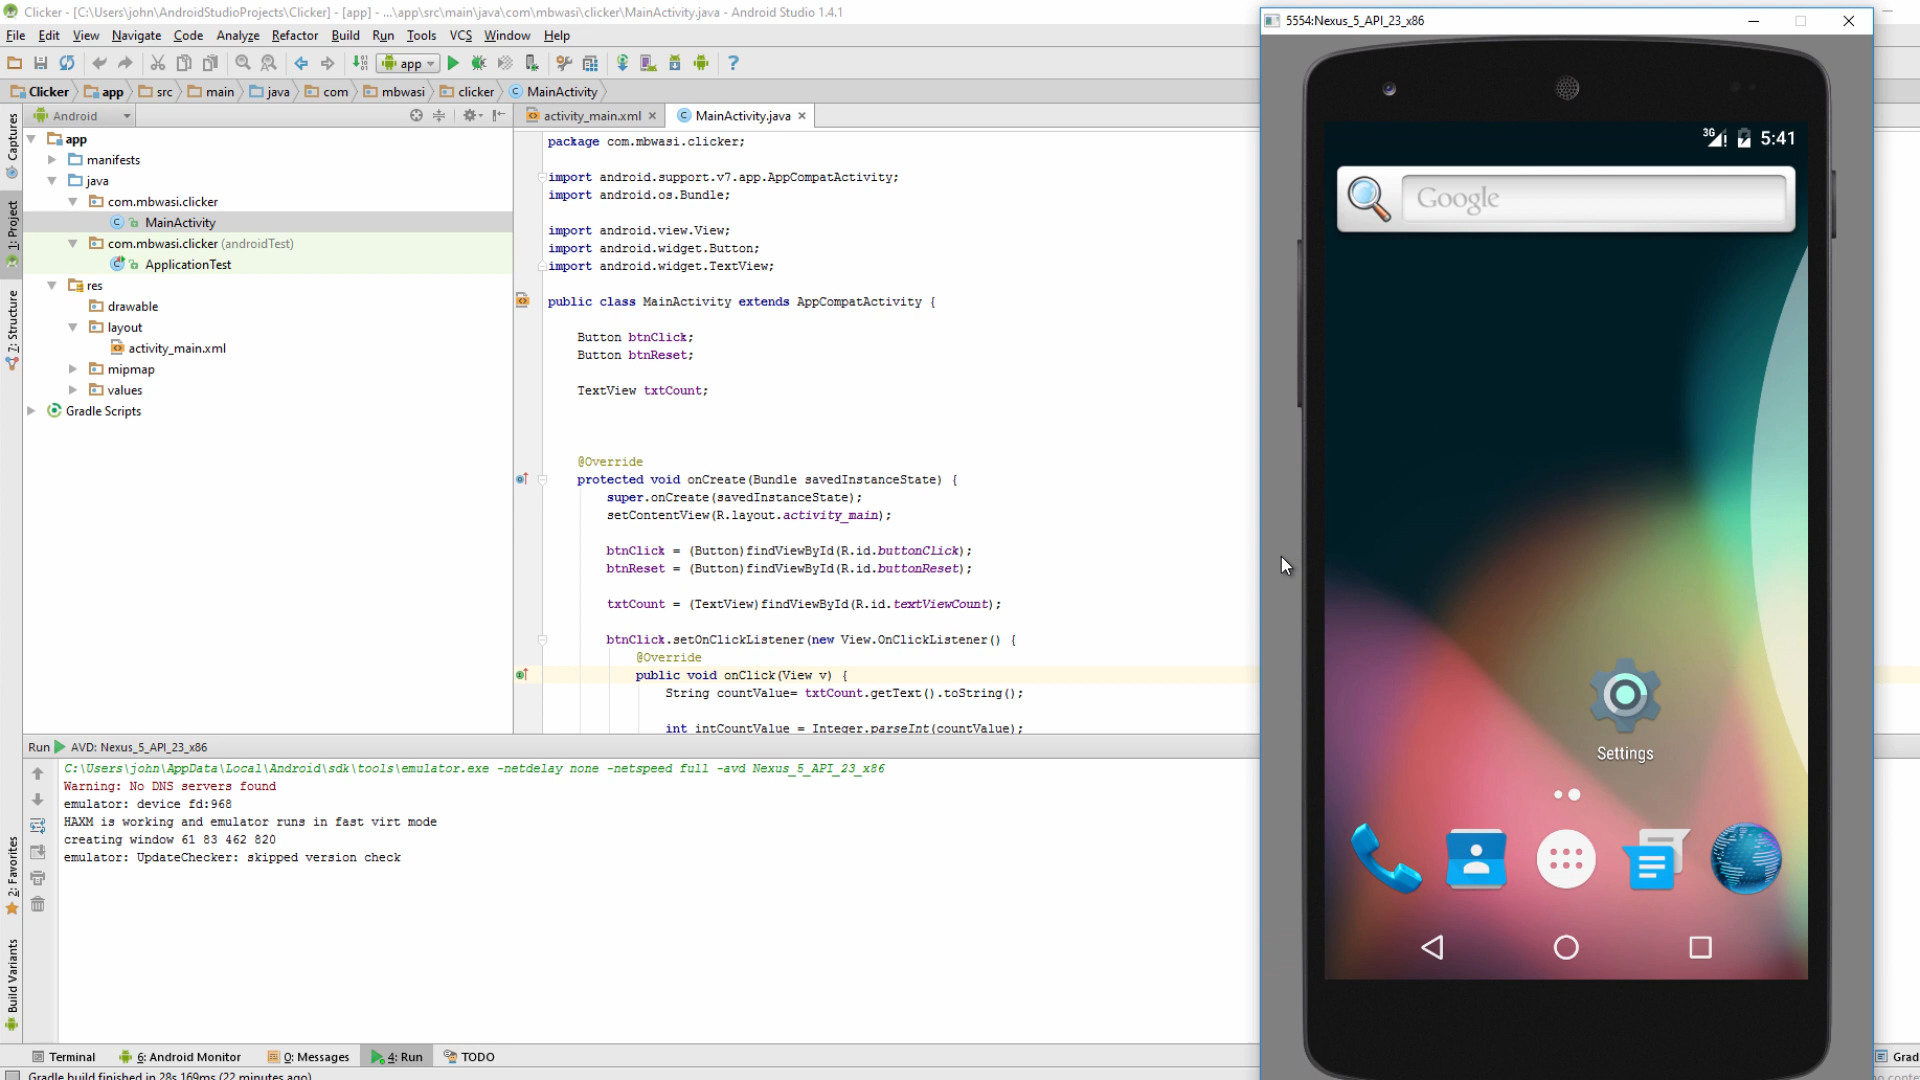 Clicker - [C:\Users\john\AndroidStudioProjects\Clicker] - [app] - ...\app\src\main\java\com\mbwasi\clicker\MainActivity.java - Android Studio 1.4.1
File Edit View Navigate Code Analyze Refactor Build Run Tools VCS Window Help
app
Clicker app src main java com mbwasi clicker MainActivity
Android
activity_main.xml MainActivity.java
Captures
1: Project
7: Structure
2: Favorites
Build Variants
app
manifests
java
com.mbwasi.clicker
MainActivity
com.mbwasi.clicker (androidTest)
ApplicationTest
res
drawable
layout
activity_main.xml
mipmap
values
Gradle Scripts
package com.mbwasi.clicker;
import android.support.v7.app.AppCompatActivity;
import android.os.Bundle;
import android.view.View;
import android.widget.Button;
import android.widget.TextView;
public class MainActivity extends AppCompatActivity {
Button btnClick;
Button btnReset;
TextView txtCount;
@Override
protected void onCreate(Bundle savedInstanceState) {
super.onCreate(savedInstanceState);
setContentView(R.layout.activity_main);
btnClick = (Button)findViewById(R.id.buttonClick);
btnReset = (Button)findViewById(R.id.buttonReset);
txtCount = (TextView)findViewById(R.id.textViewCount);
btnClick.setOnClickListener(new View.OnClickListener() {
@Override
public void onClick(View v) {
String countValue= txtCount.getText().toString();
int intCountValue = Integer.parseInt(countValue);
Run AVD: Nexus_5_API_23_x86
C:\Users\john\AppData\Local\Android\sdk\tools\emulator.exe -netdelay none -netspeed full -avd Nexus_5_API_23_x86
Warning: No DNS servers found
emulator: device fd:968
HAXM is working and emulator runs in fast virt mode
creating window 61 83 462 820
emulator: UpdateChecker: skipped version check
Terminal 6: Android Monitor 0: Messages 4: Run TODO
Grad
Gradle build finished in 28s 169ms (22 minutes ago)
5554:Nexus_5_API_23_x86
3G 5:41
Google
Settings